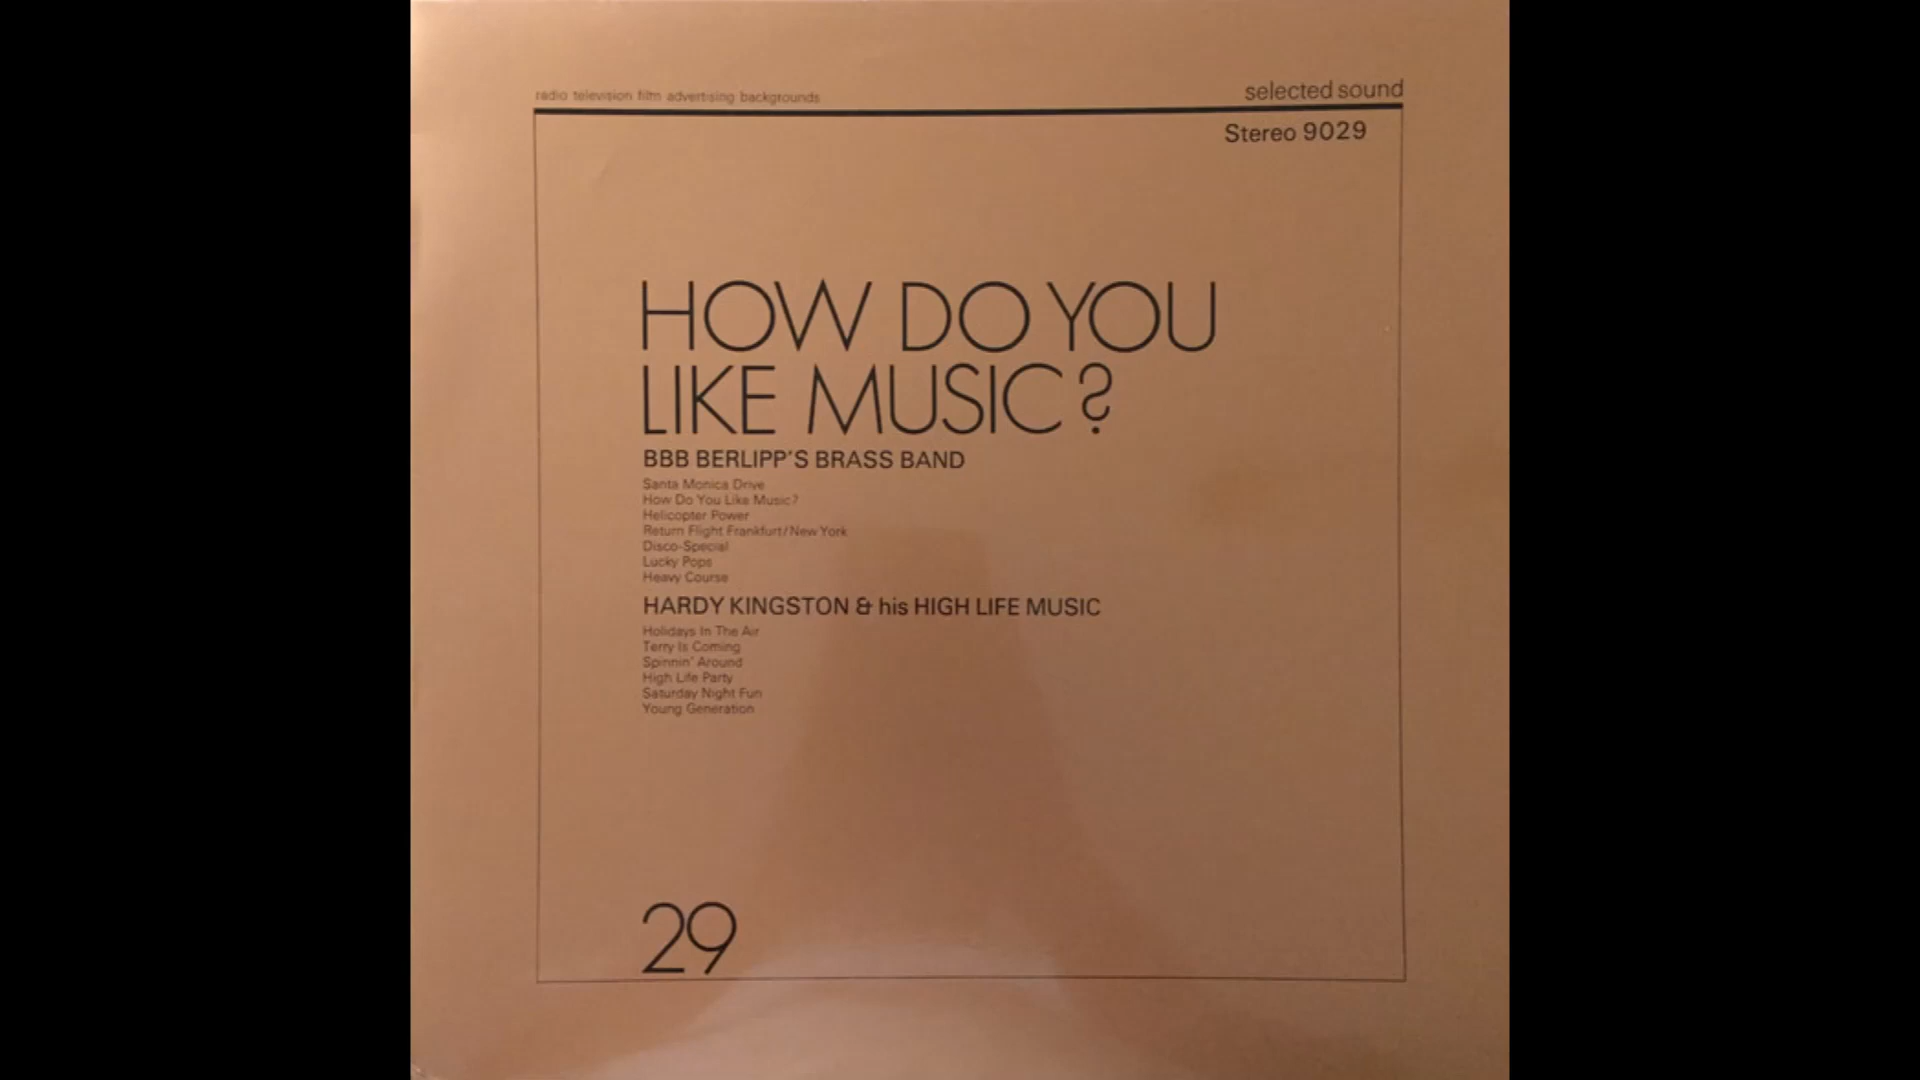 radio television film advertising backgrounds
selected sound
Stereo 9029
HOW DO YOU
LIKE MUSIC?
BBB BERLIPP'S BRASS BAND
Santa Monica Drive
How Do You Like Music?
Helicopter Power
Return Flight Frankfurt/New York
Disco-Special
Lucky Pops
Heavy Course
HARDY KINGSTON & his HIGH LIFE MUSIC
Holidays In The Air
Terry Is Coming
Spinnin' Around
High Life Party
Saturday Night Fun
Young Generation
29